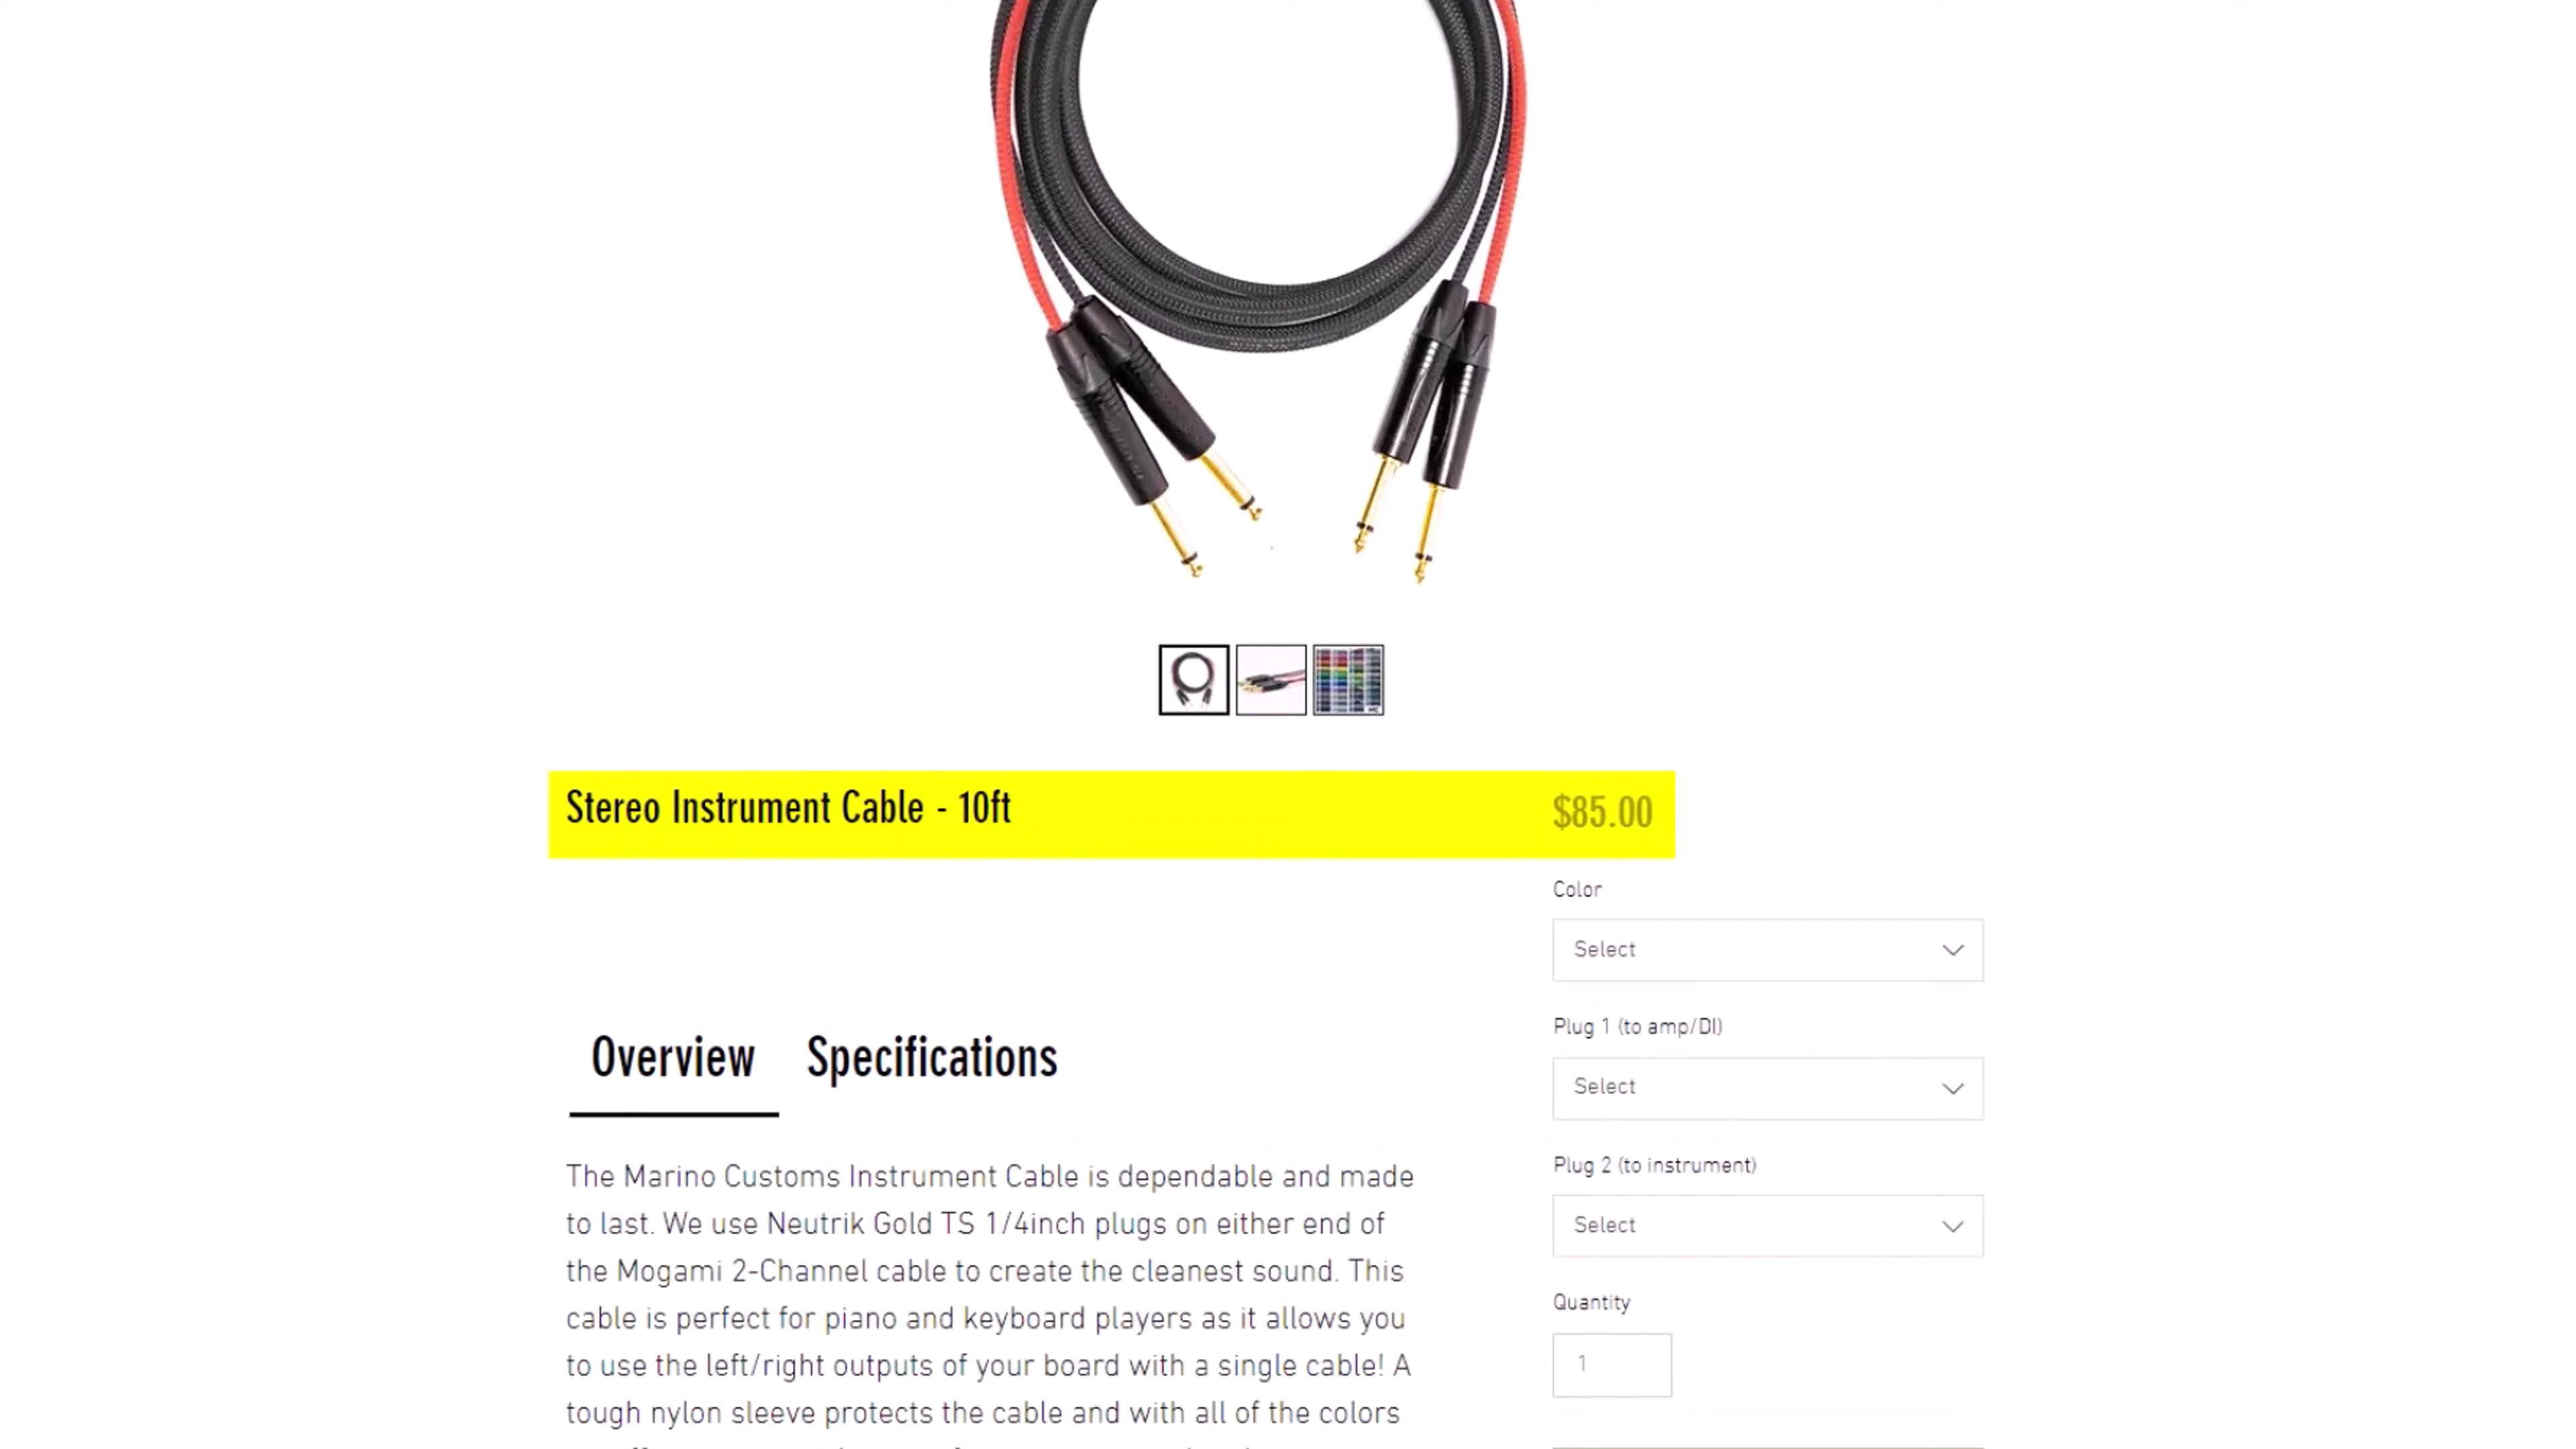 Stereo Instrument Cable - 10ft
$85.00
Color
Select
Plug 1 (to amp/DI)
Select
Plug 2 (to instrument)
Select
Quantity
1
Overview
Specifications
The Marino Customs Instrument Cable is dependable and made
to last. We use Neutrik Gold TS 1/4inch plugs on either end of
the Mogami 2-Channel cable to create the cleanest sound. This
cable is perfect for piano and keyboard players as it allows you
to use the left/right outputs of your board with a single cable! A
tough nylon sleeve protects the cable and with all of the colors